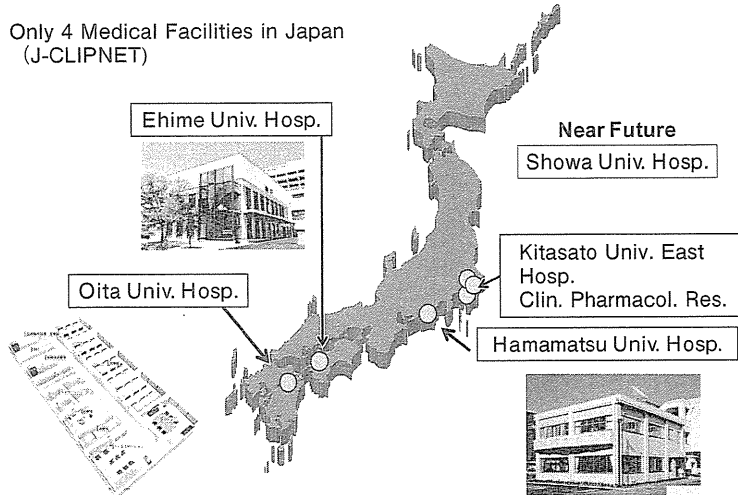 Only 4 Medical Facilities in Japan
(J-CLIPNET)
Ehime Univ. Hosp.
Near Future
Showa Univ. Hosp.
Kitasato Univ. East
Hosp.
Clin. Pharmacol. Res.
Oita Univ. Hosp.
Hamamatsu Univ. Hosp.